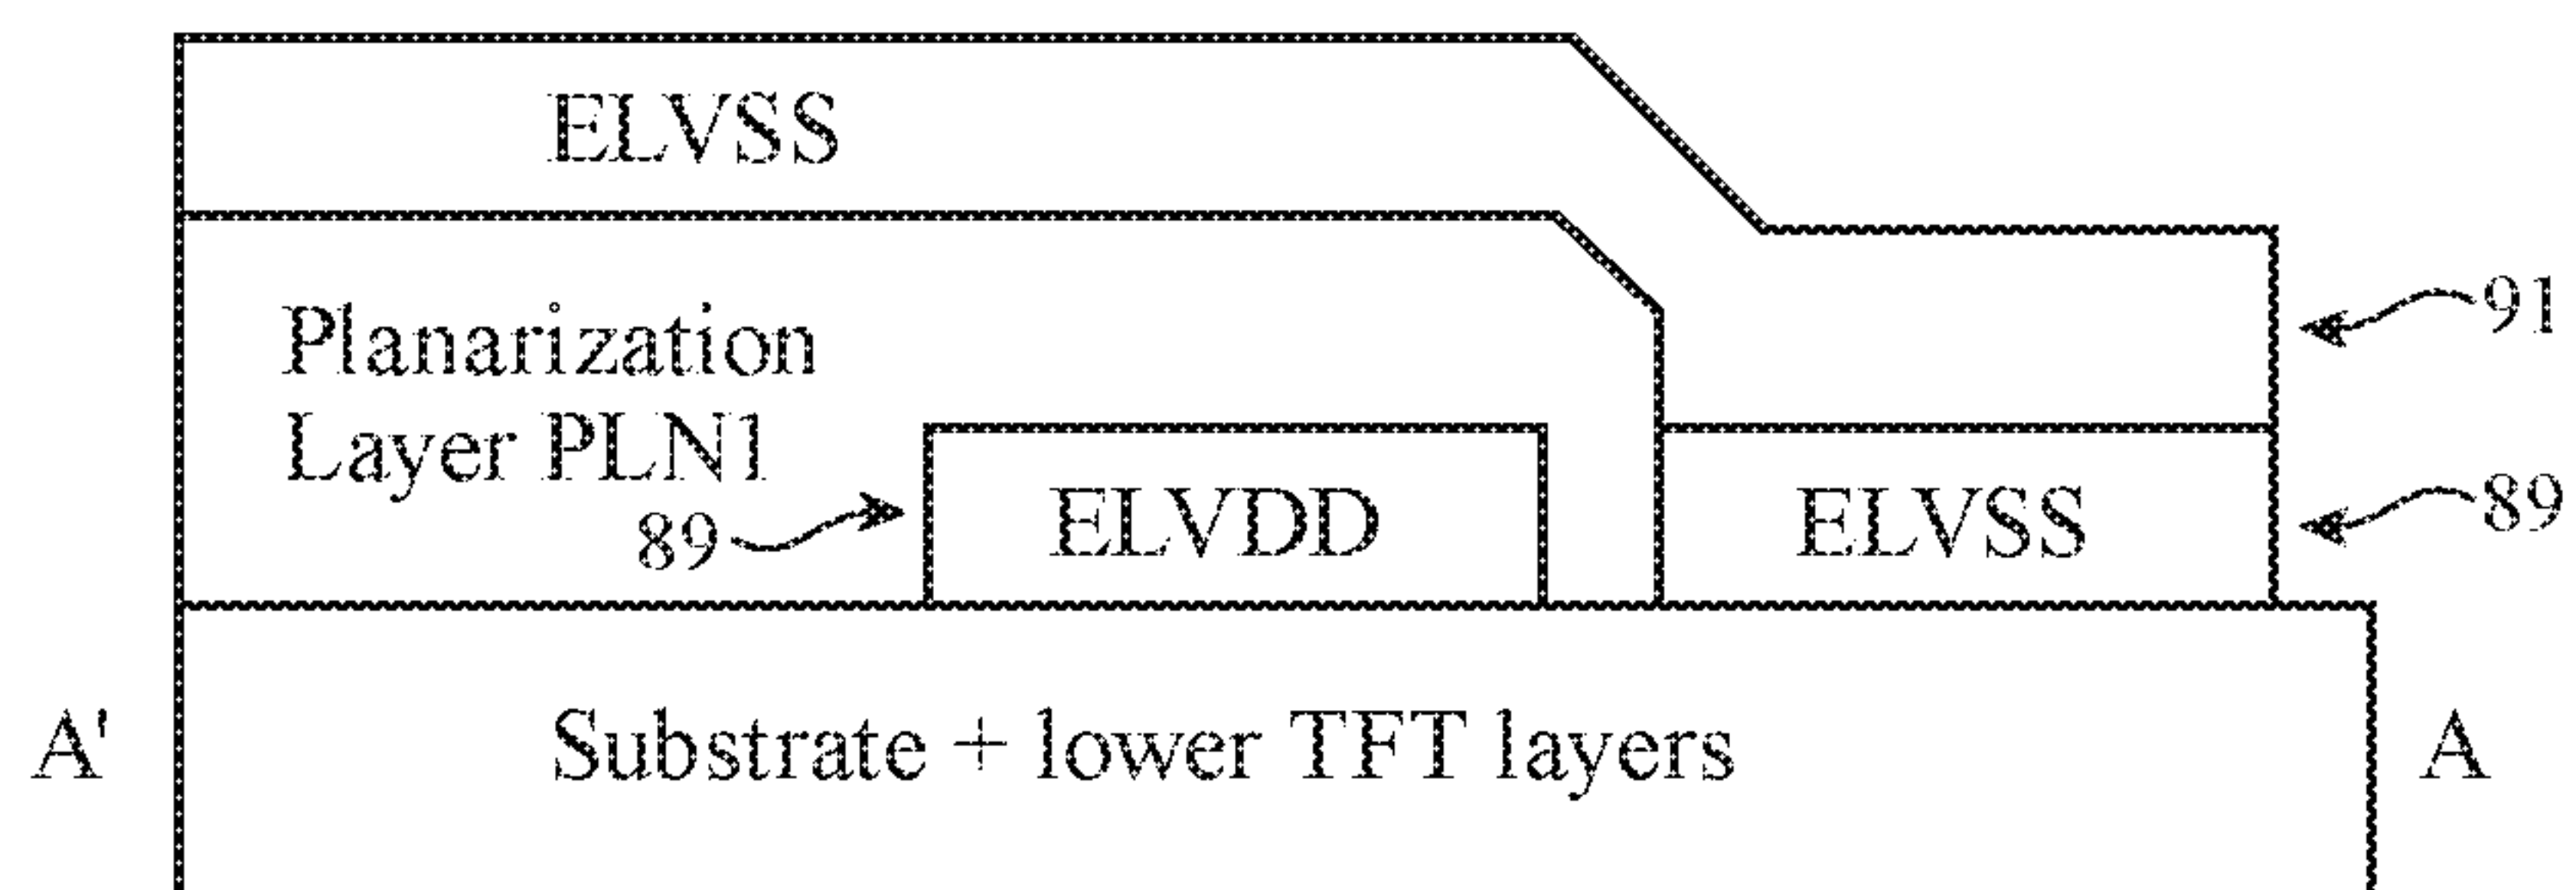 ELVSS
91
Planarization
Layer PLN1
89
ELVDD
ELVSS
89
A'
Substrate + lower TFT layers
A